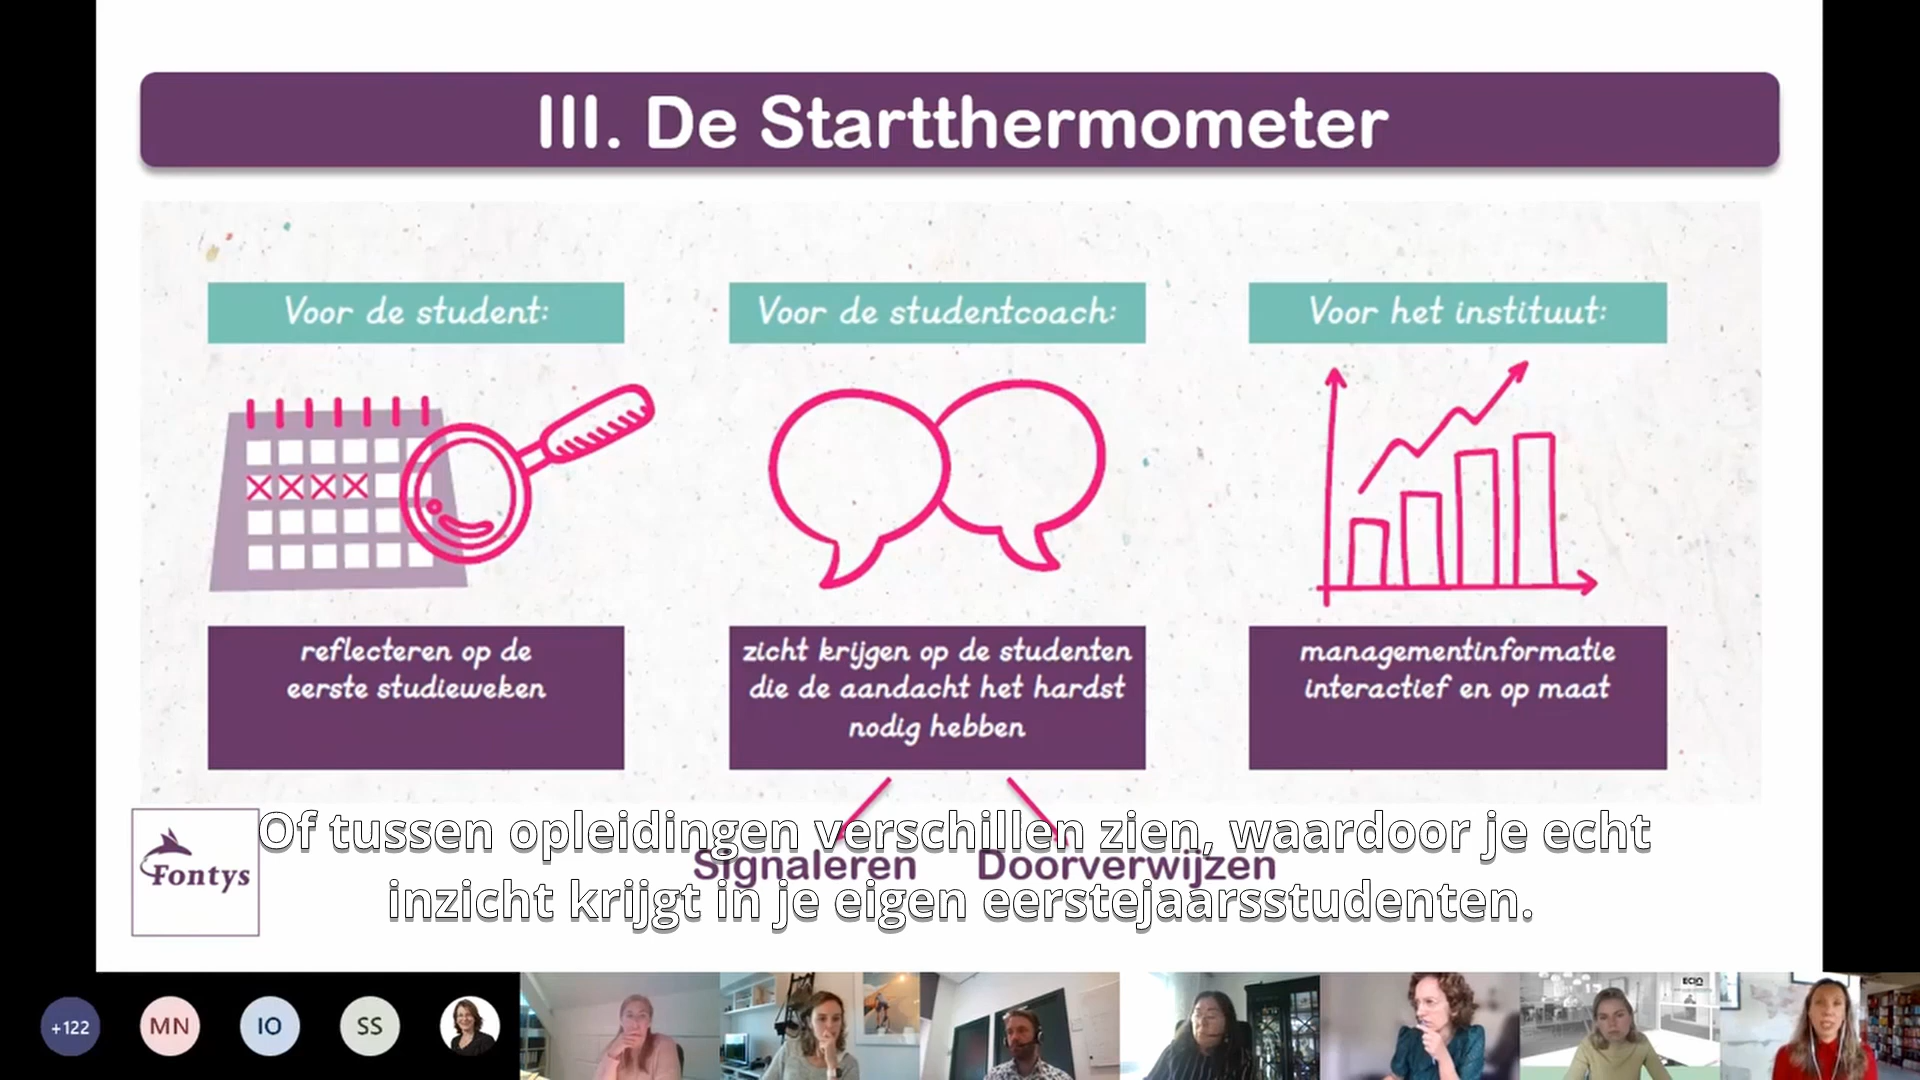 III. De Startthermometer
Voor de student:
Voor de studentcoach:
Voor het instituut:
reflecteren op de
eerste studieweken
zicht krijgen op de studenten
die de aandacht het hardst
nodig hebben
managementinformatie
interactief en op maat
Signaleren
Doorverwijzen
Fontys
Of tussen opleidingen verschillen zien, waardoor je echt
inzicht krijgt in je eigen eerstejaarsstudenten.
+122
MN
IO
SS
ECIO